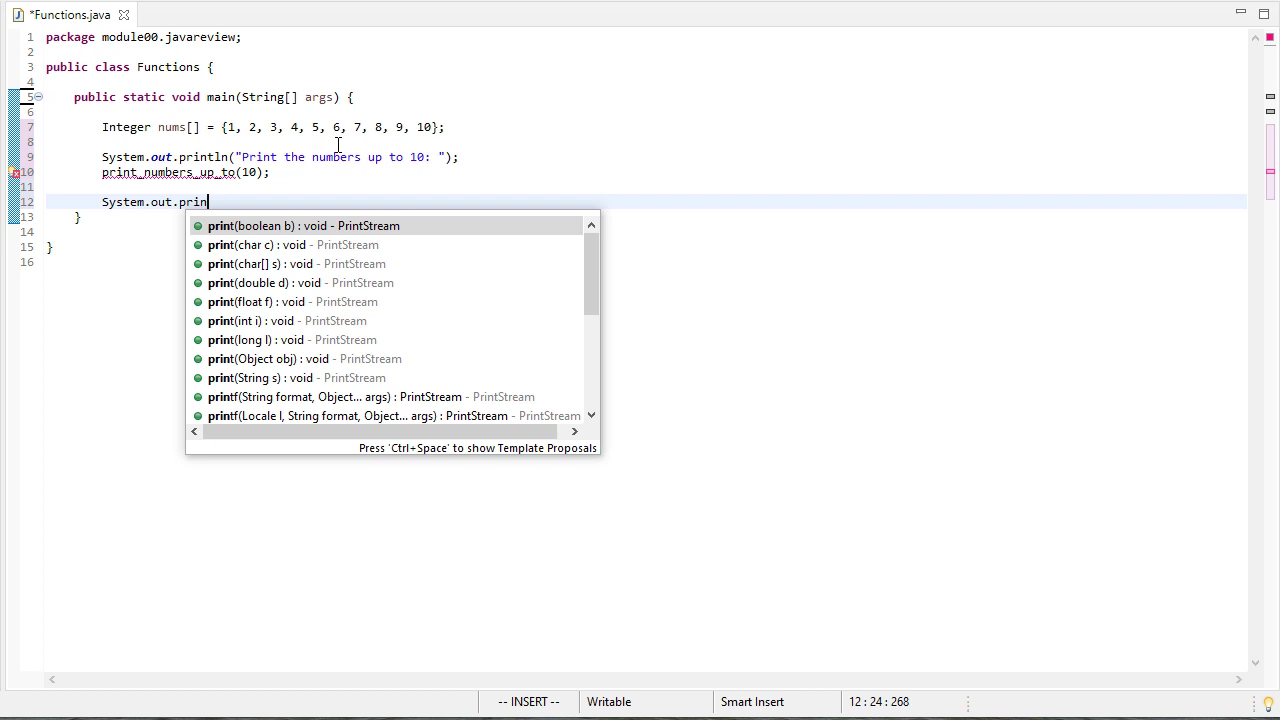 *Functions.java
1 package module00.javareview;
2
3 public class Functions {
4
5 public static void main(String[] args) {
6
7 Integer nums[] = {1, 2, 3, 4, 5, 6, 7, 8, 9, 10};
8
9 System.out.println("Print the numbers up to 10: ");
10 print_numbers_up_to(10);
11
12 System.out.prin
13 }
14
15 }
16
print(boolean b) : void - PrintStream
print(char c) : void - PrintStream
print(char[] s) : void - PrintStream
print(double d) : void - PrintStream
print(float f) : void - PrintStream
print(int i) : void - PrintStream
print(long l) : void - PrintStream
print(Object obj) : void - PrintStream
print(String s) : void - PrintStream
printf(String format, Object... args) : PrintStream - PrintStream
printf(Locale l, String format, Object... args) : PrintStream - PrintStream
Press 'Ctrl+Space' to show Template Proposals
-- INSERT -- Writable Smart Insert 12 : 24 : 268